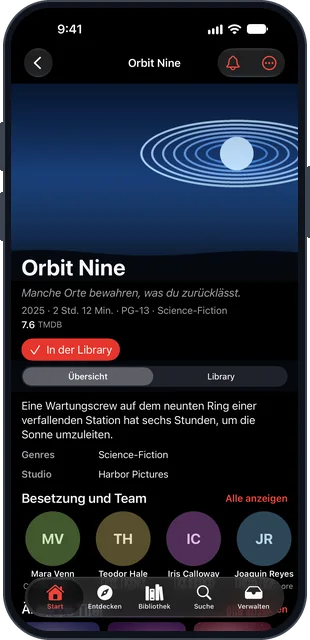 9:41
Orbit Nine
Orbit Nine
Manche Orte bewahren, was du zurücklässt.
2025 · 2 Std. 12 Min. · PG-13 · Science-Fiction
7.6 TMDB
In der Library
Übersicht
Library
Eine Wartungscrew auf dem neunten Ring einer
verfallenden Station hat sechs Stunden, um die
Sonne umzuleiten.
Genres Science-Fiction
Studio Harbor Pictures
Besetzung und Team
Alle anzeigen
MV
TH
IC
JR
Mara Venn
Teodor Hale
Iris Calloway
Joaquin Reyes
Start
Entdecken
Bibliothek
Suche
Verwalten